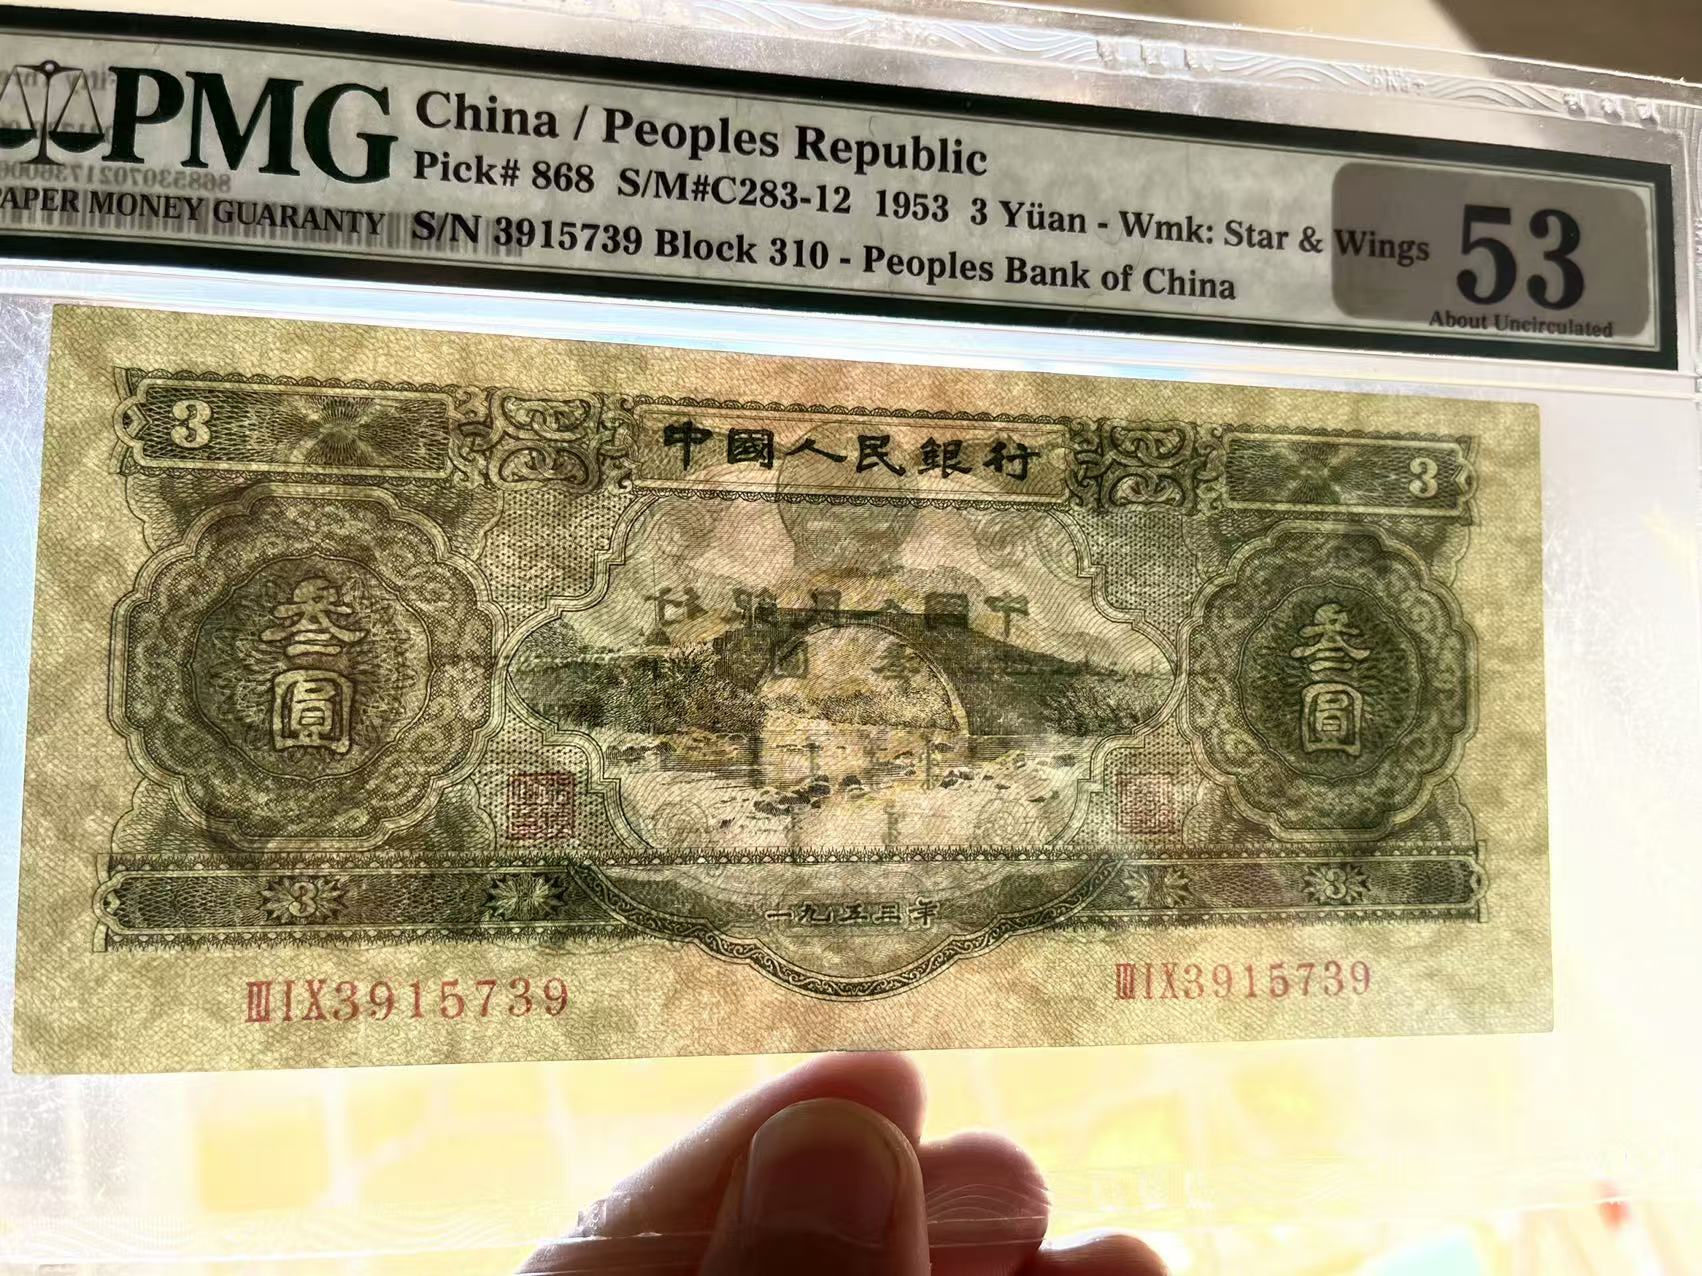 PMG
PAPER MONEY GUARANTY
China / Peoples Republic
Pick# 868 S/M#C283-12 1953 3 Yüan - Wmk: Star & Wings
S/N 3915739 Block 310 - Peoples Bank of China
53
About Uncirculated
3
中國人民銀行
3
叁圓
叁圓
3
3
一九五三年
ⅢⅠⅩ3915739
ⅢⅠⅩ3915739